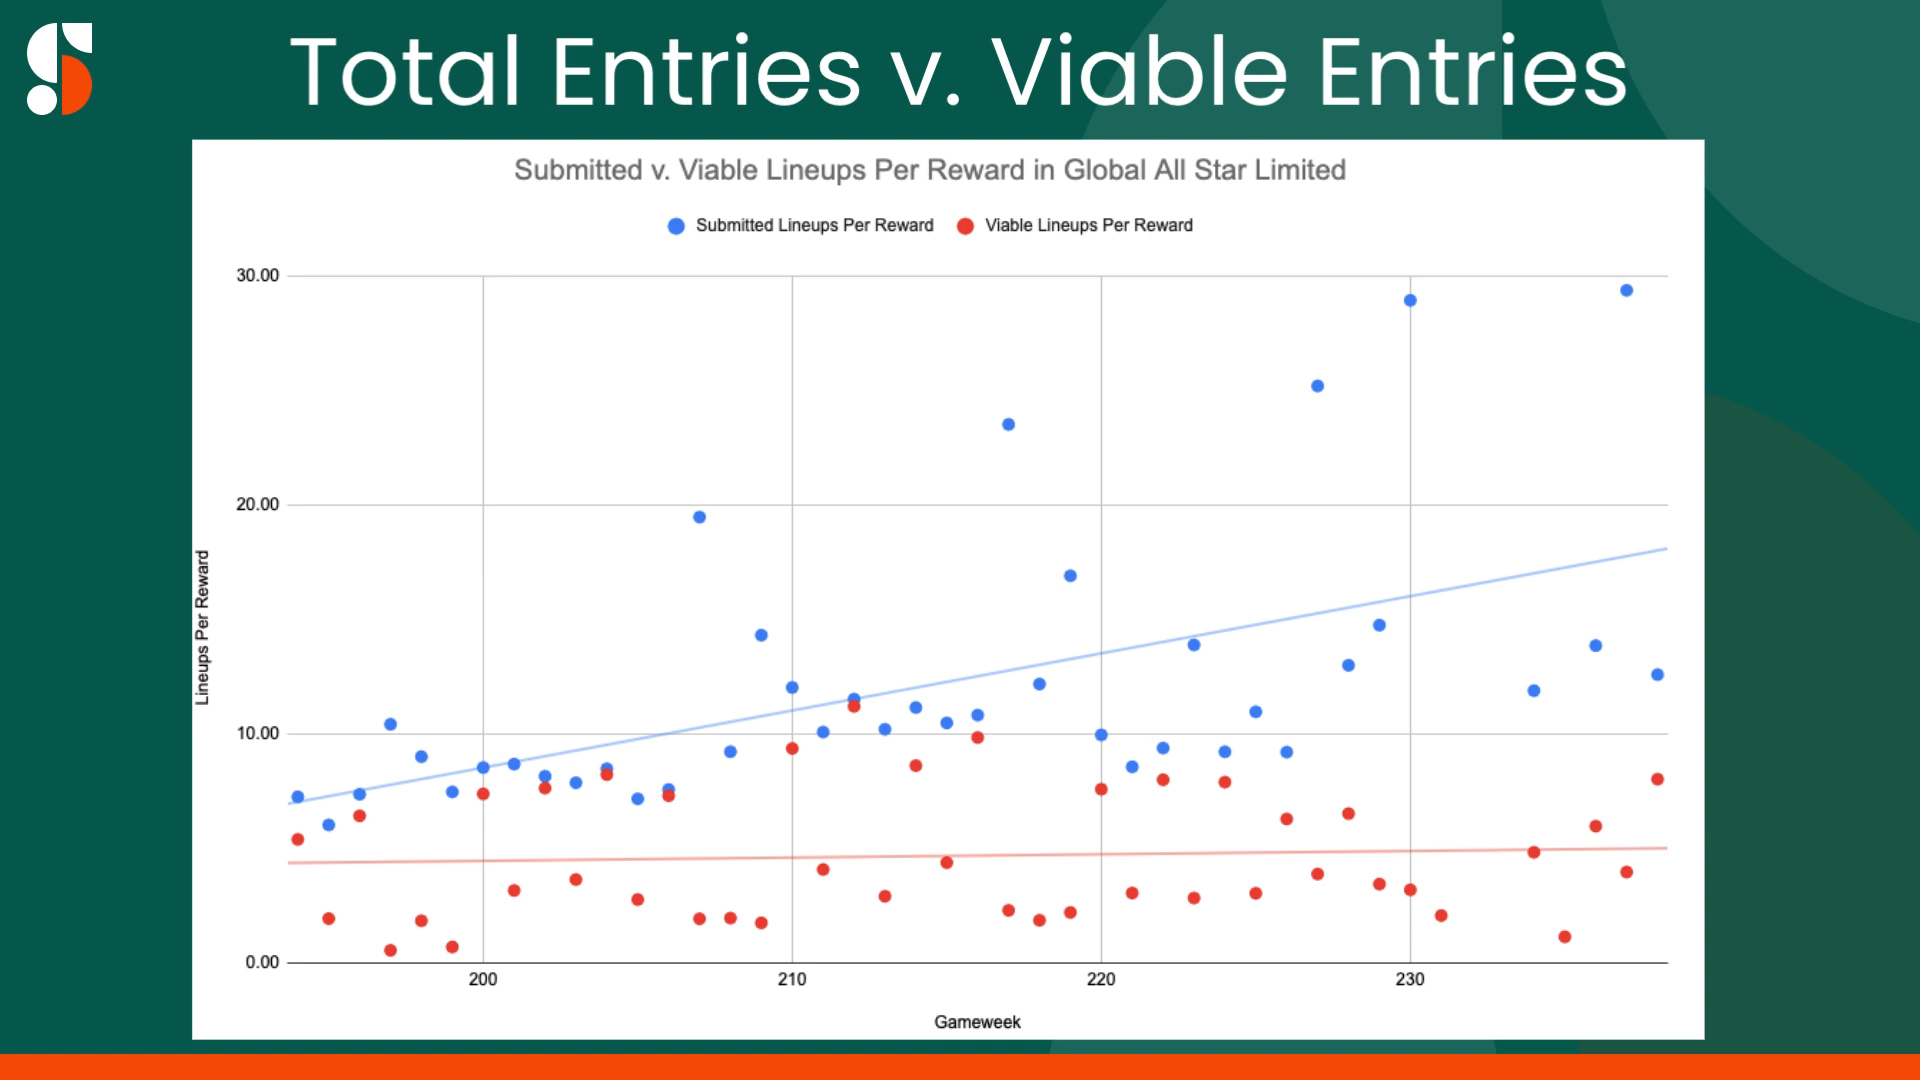 Total Entries v. Viable Entries
Submitted v. Viable Lineups Per Reward in Global All Star Limited
Submitted Lineups Per Reward Viable Lineups Per Reward
30.00
20.00
10.00
0.00
Lineups Per Reward
200 210 220 230
Gameweek